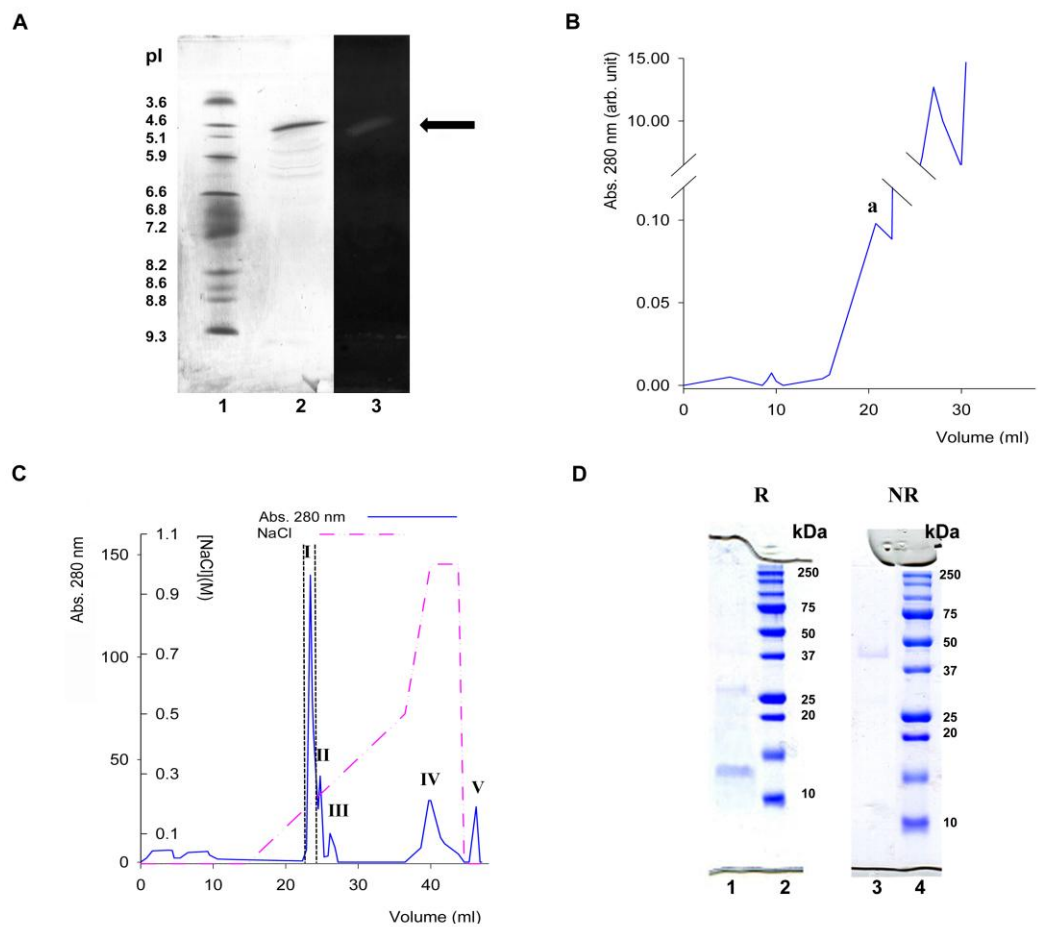 A
pI
3.6
4.6
5.1
5.9
6.6
6.8
7.2
8.2
8.6
8.8
9.3
1 2 3
B
Abs. 280 nm (arb. unit)
15.00
10.00
0.10
0.05
0.00
a
0 10 20 30
Volume (ml)
C
Abs. 280 nm
NaCl
Abs. 280 nm
[NaCl](M)
150
100
50
0
1.1
0.9
0.7
0.5
0.3
0.1
I
II
III
IV
V
0 20 40
Volume (ml)
D
R NR
kDa kDa
250
75
50
37
25
20
10
250
75
50
37
25
20
10
1 2 3 4